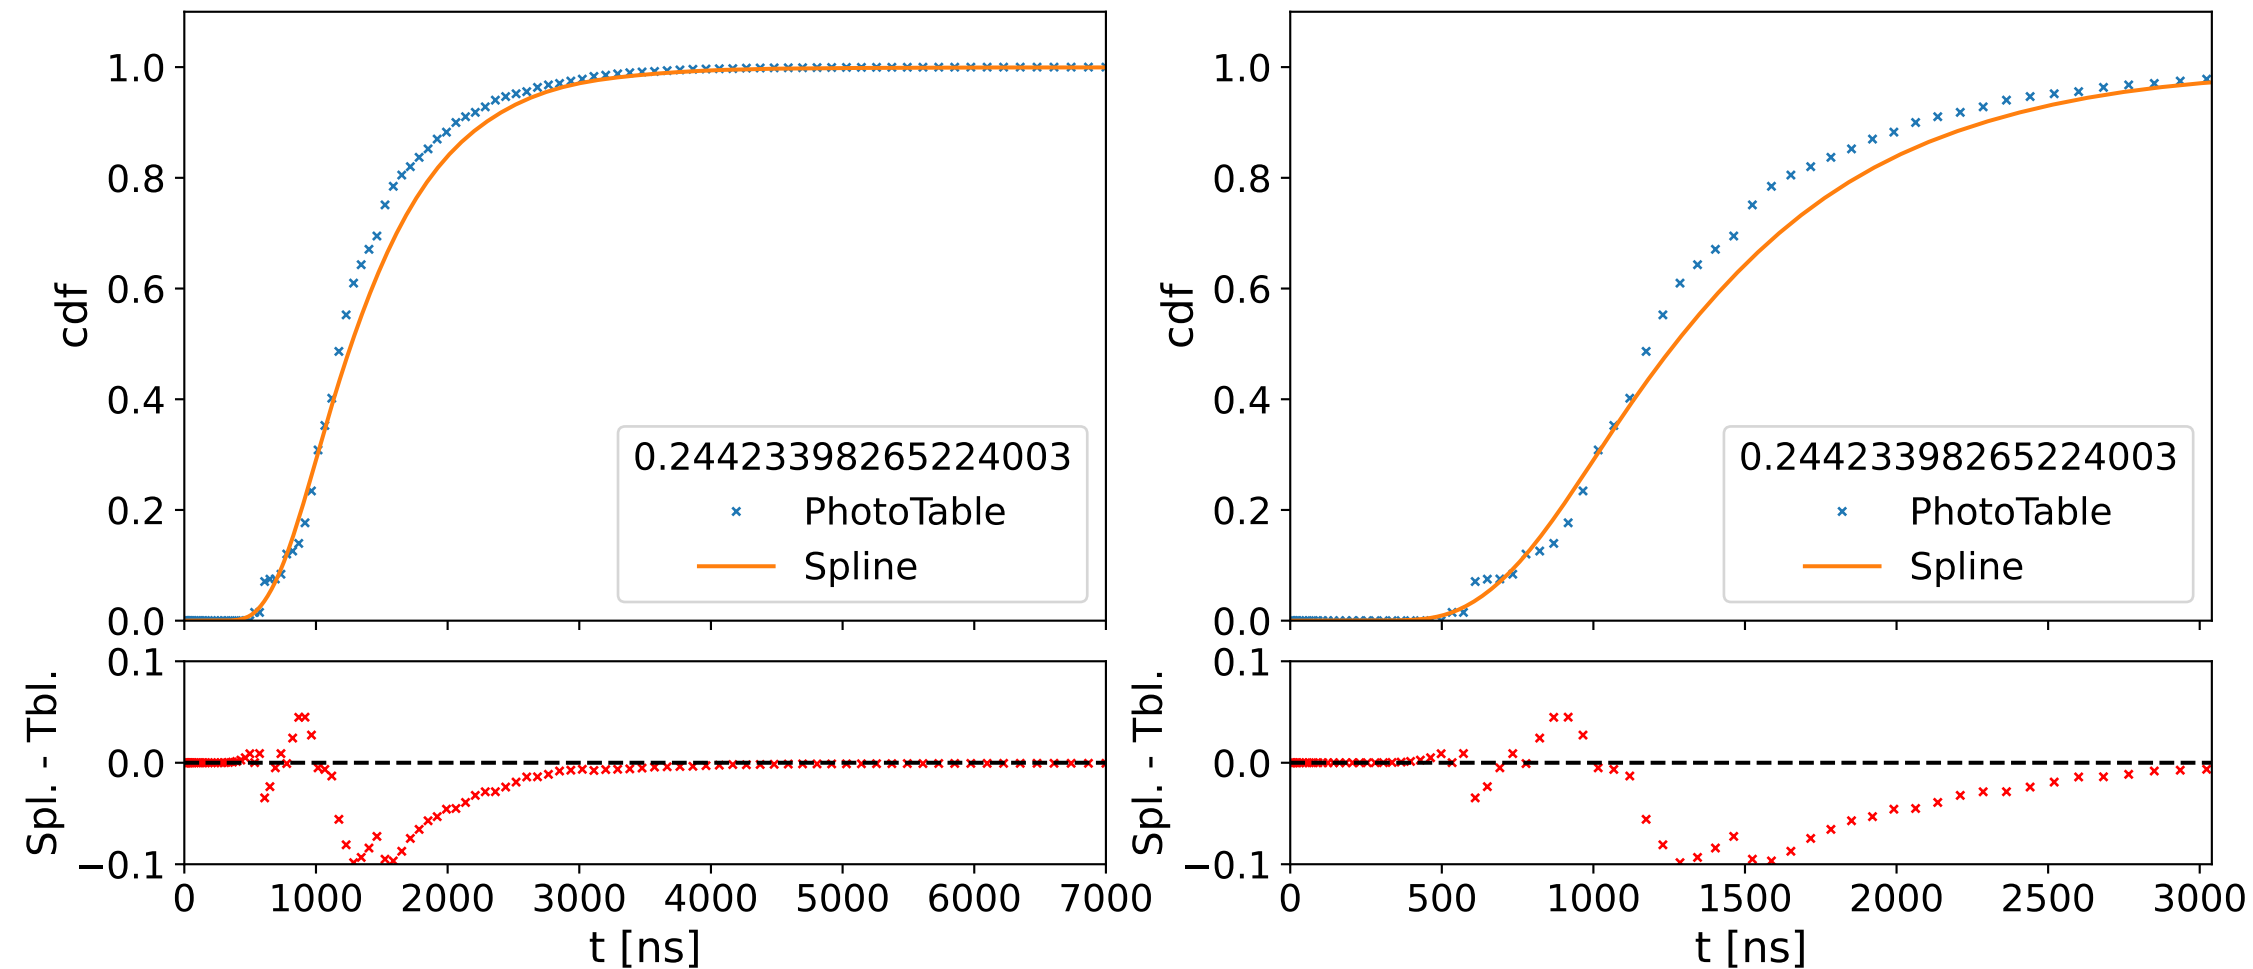 1.0
0.8
0.6
0.4
0.2
0.0
cdf
0.24423398265224003
PhotoTable
Spline
0.1
0.0
−0.1
Spl. - Tbl.
0 1000 2000 3000 4000 5000 6000 7000
t [ns]
1.0
0.8
0.6
0.4
0.2
0.0
cdf
0.24423398265224003
PhotoTable
Spline
0.1
0.0
−0.1
Spl. - Tbl.
0 500 1000 1500 2000 2500 3000
t [ns]